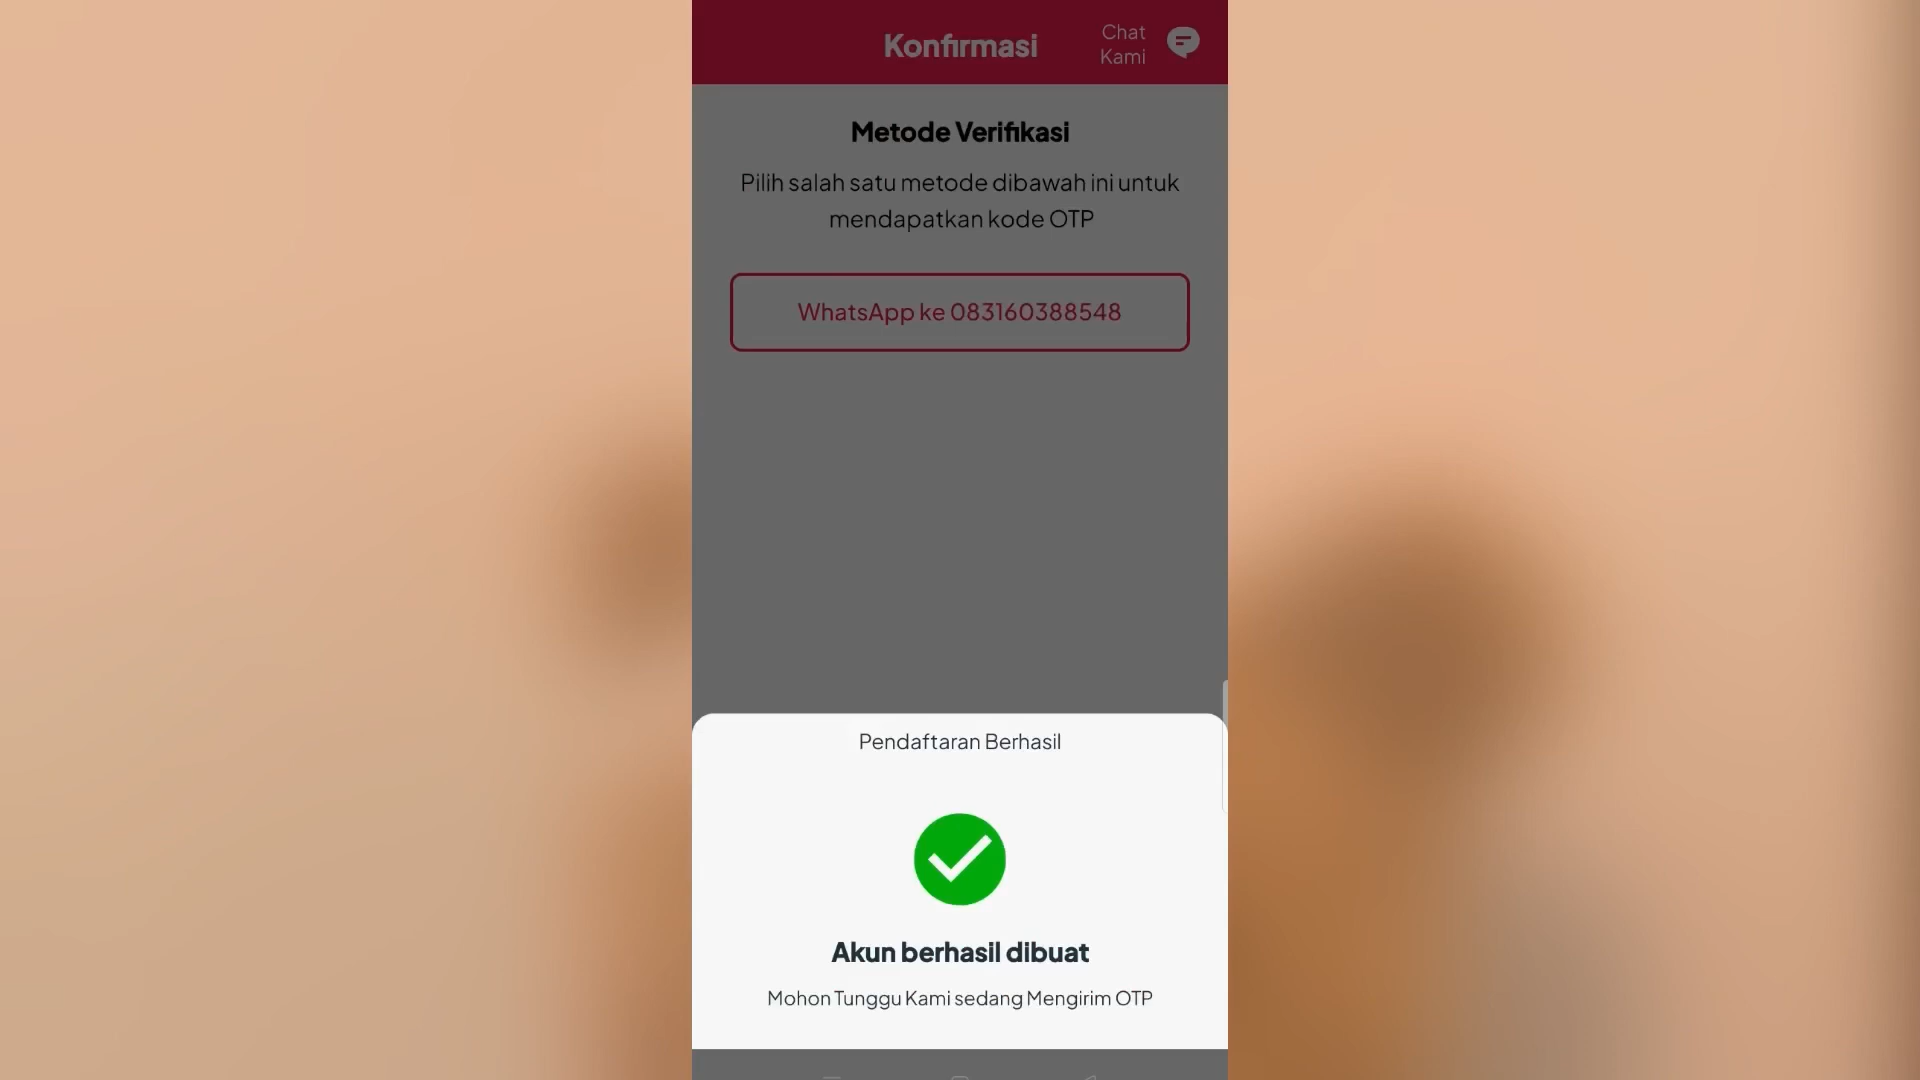 Konfirmasi
Chat
Kami
Metode Verifikasi
Pilih salah satu metode dibawah ini untuk
mendapatkan kode OTP
WhatsApp ke 083160388548
Pendaftaran Berhasil
Akun berhasil dibuat
Mohon Tunggu Kami sedang Mengirim OTP